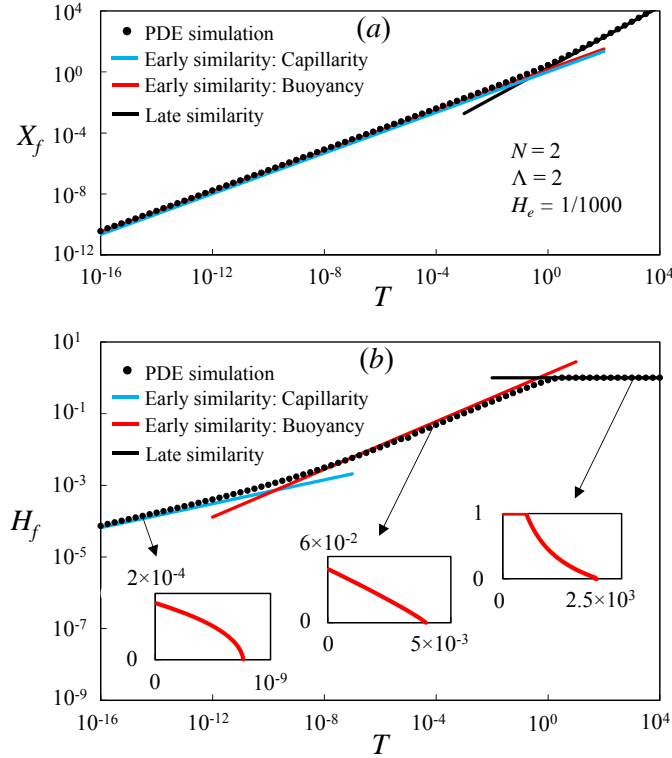 (a)
10^4
10^0
10^-4
10^-8
10^-12
X_f
PDE simulation
Early similarity: Capillarity
Early similarity: Buoyancy
Late similarity
N = 2
Λ = 2
H_e = 1/1000
10^-16 10^-12 10^-8 10^-4 10^0 10^4
T
(b)
10^1
10^-1
10^-3
10^-5
10^-7
10^-9
H_f
PDE simulation
Early similarity: Capillarity
Early similarity: Buoyancy
Late similarity
2×10^-4
0
0 10^-9
6×10^-2
0
0 5×10^-3
1
0
0 2.5×10^3
10^-16 10^-12 10^-8 10^-4 10^0 10^4
T